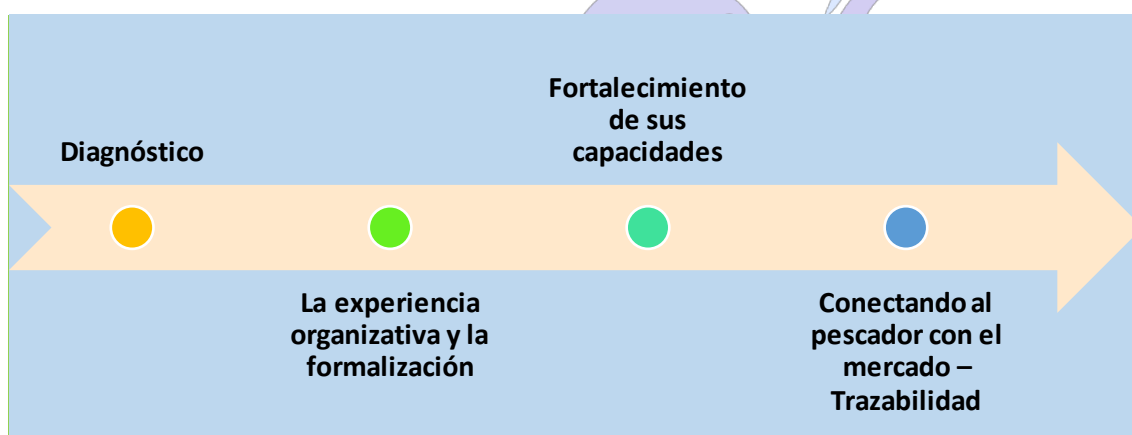 Diagnóstico
La experiencia
organizativa y la
formalización
Fortalecimiento
de sus
capacidades
Conectando al
pescador con el
mercado –
Trazabilidad